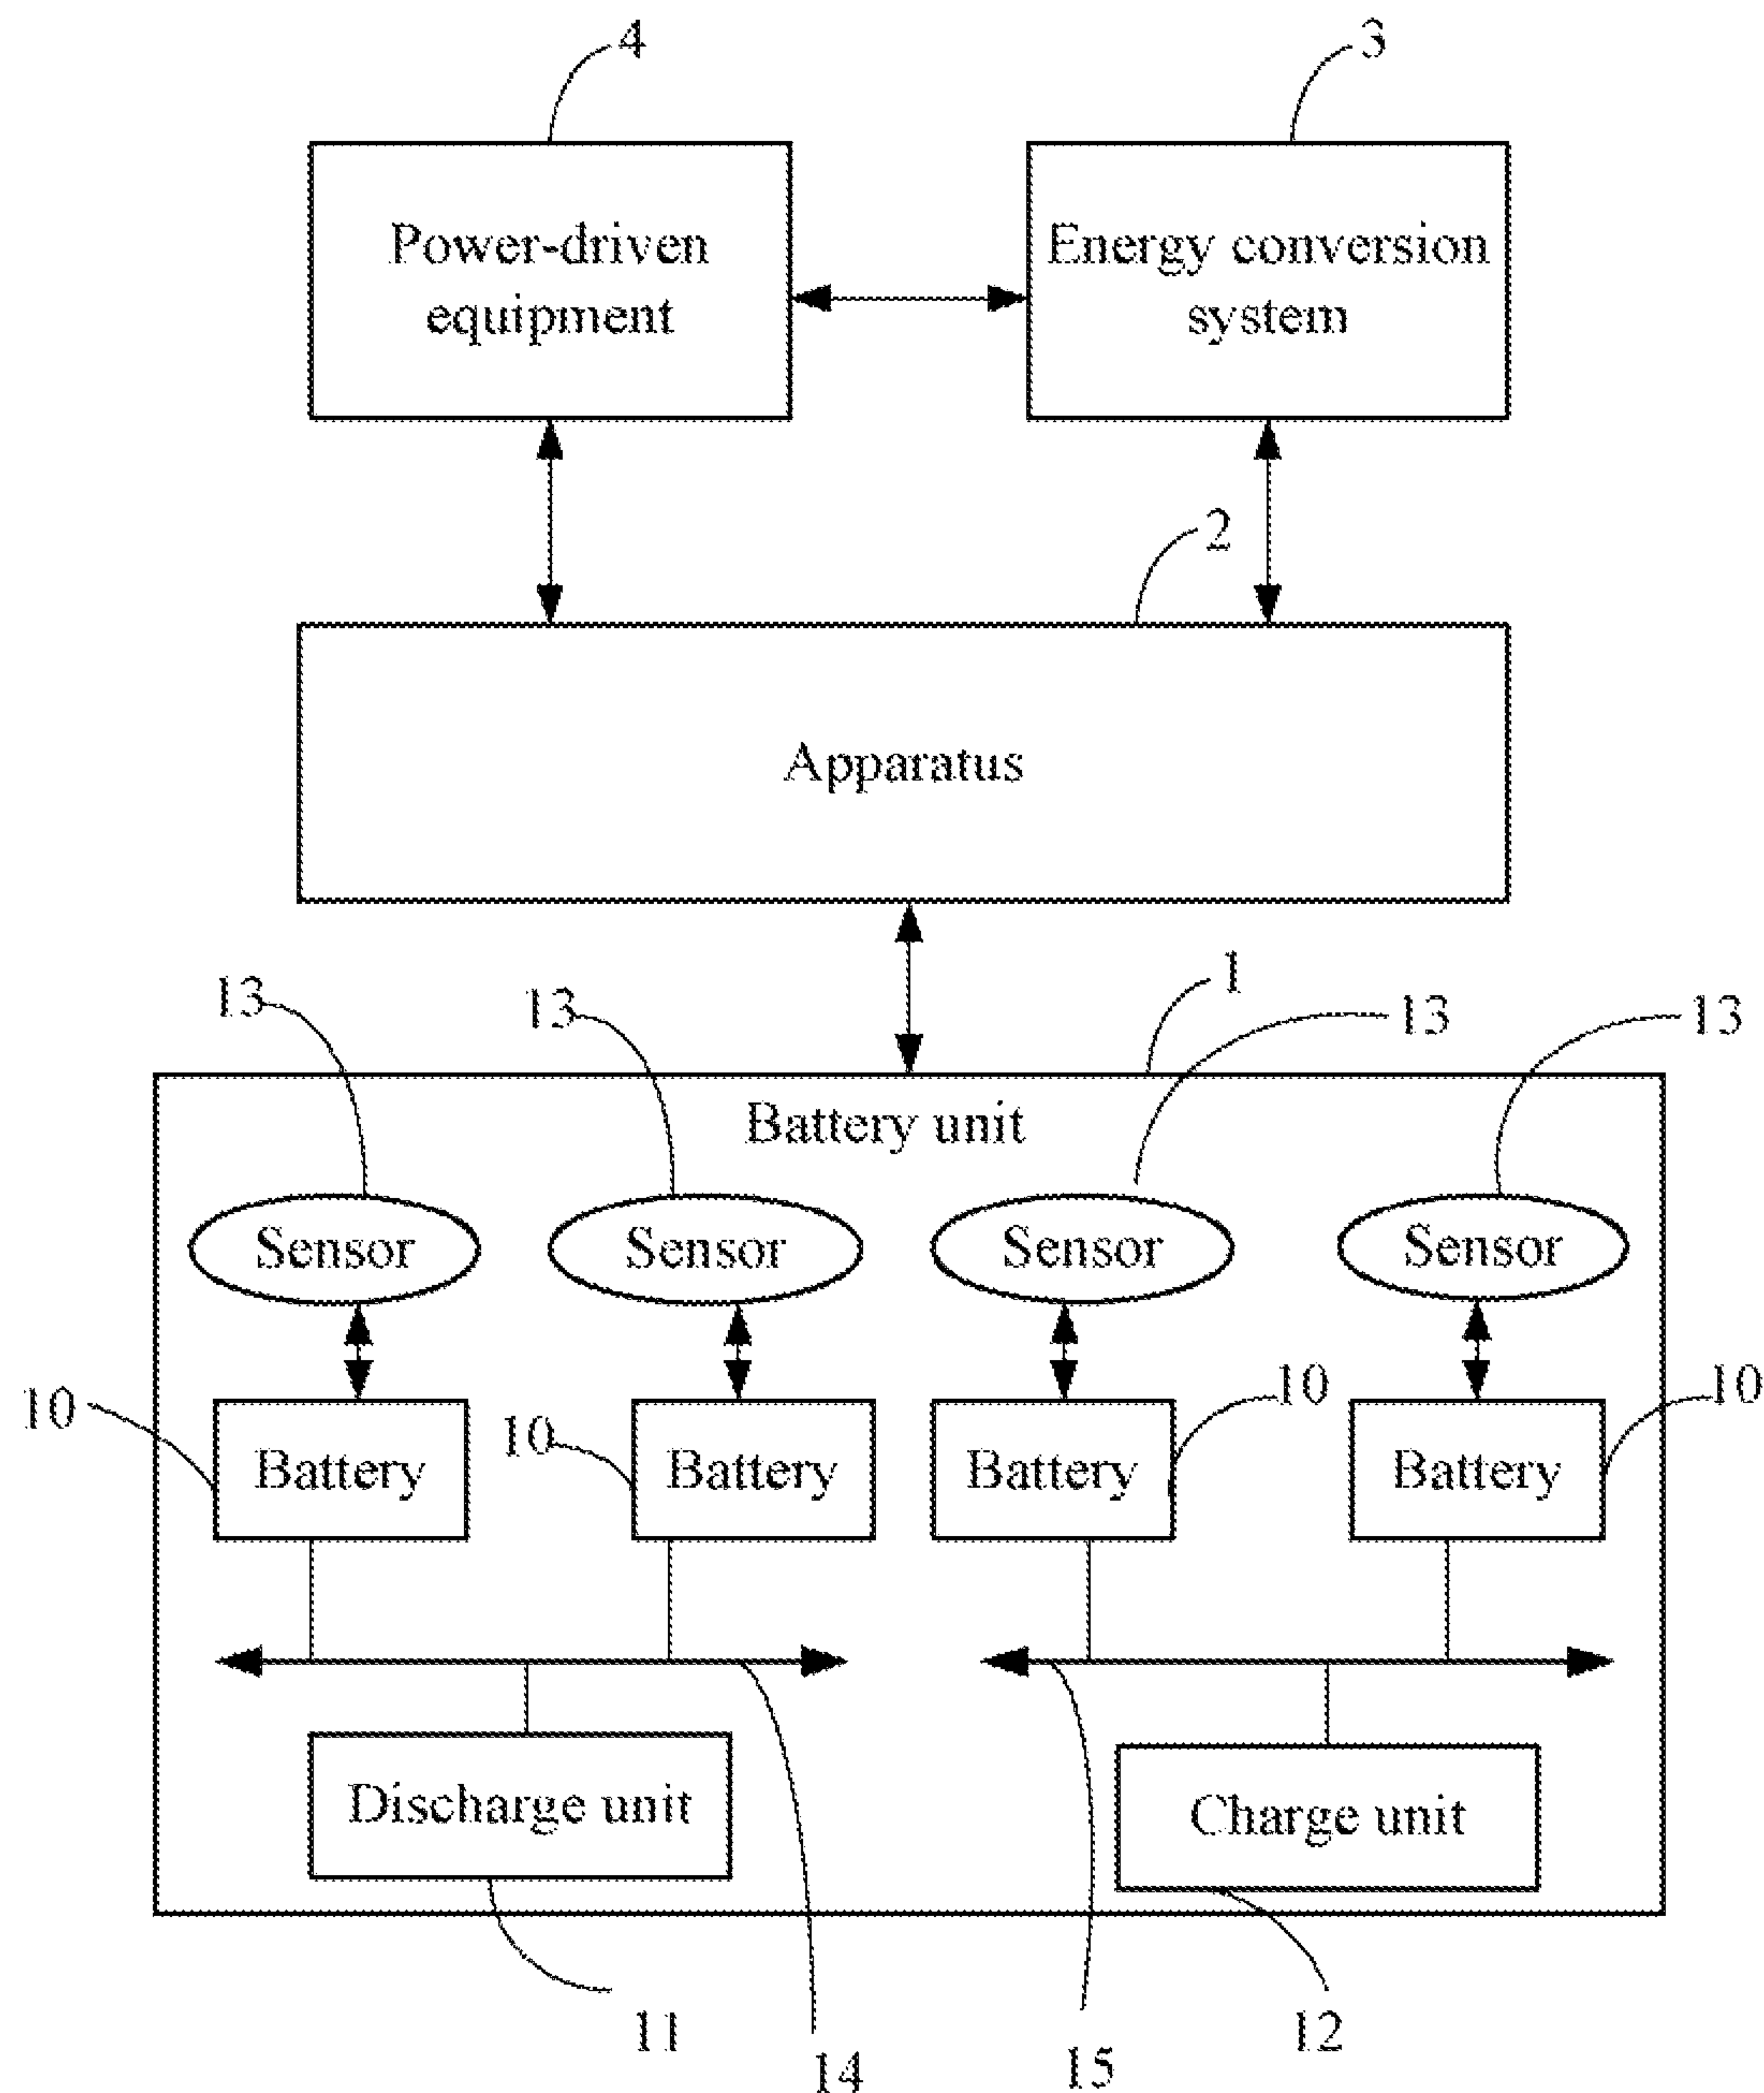 4
3
Power-driven
equipment
Energy conversion
system
2
Apparatus
1
13
13
13
13
Battery unit
Sensor
Sensor
Sensor
Sensor
10
10
10
10
Battery
Battery
Battery
Battery
Discharge unit
Charge unit
11
14
15
12